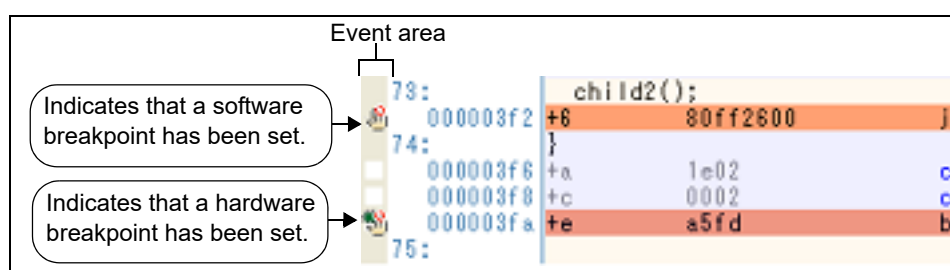 Event area
Indicates that a software
breakpoint has been set.
73: child2();
000003f2 +6 80ff2600 j
74: }
000003f6 +a 1e02 c
000003f8 +c 0002 c
Indicates that a hardware
breakpoint has been set.
000003fa +e a5fd b
75: